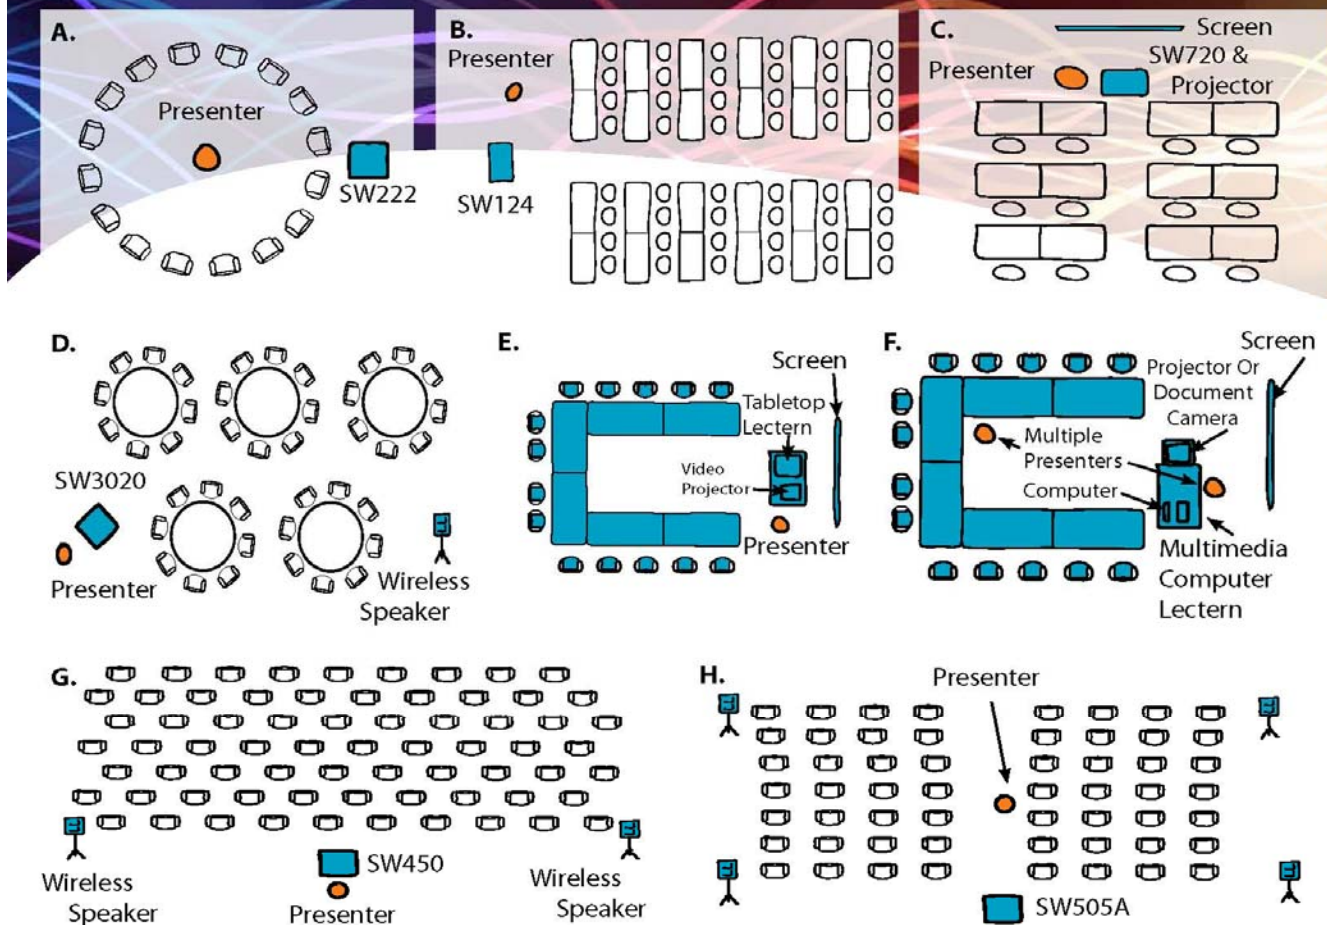 A.
Presenter
SW222
B.
Presenter
SW124
C.
Screen
Presenter
SW720 &
Projector
D.
SW3020
Presenter
Wireless
Speaker
E.
Screen
Tabletop
Lectern
Video
Projector
Presenter
F.
Screen
Projector Or
Document
Camera
Multiple
Presenters
Computer
Multimedia
Computer
Lectern
G.
Wireless
Speaker
SW450
Presenter
Wireless
Speaker
H.
Presenter
SW505A